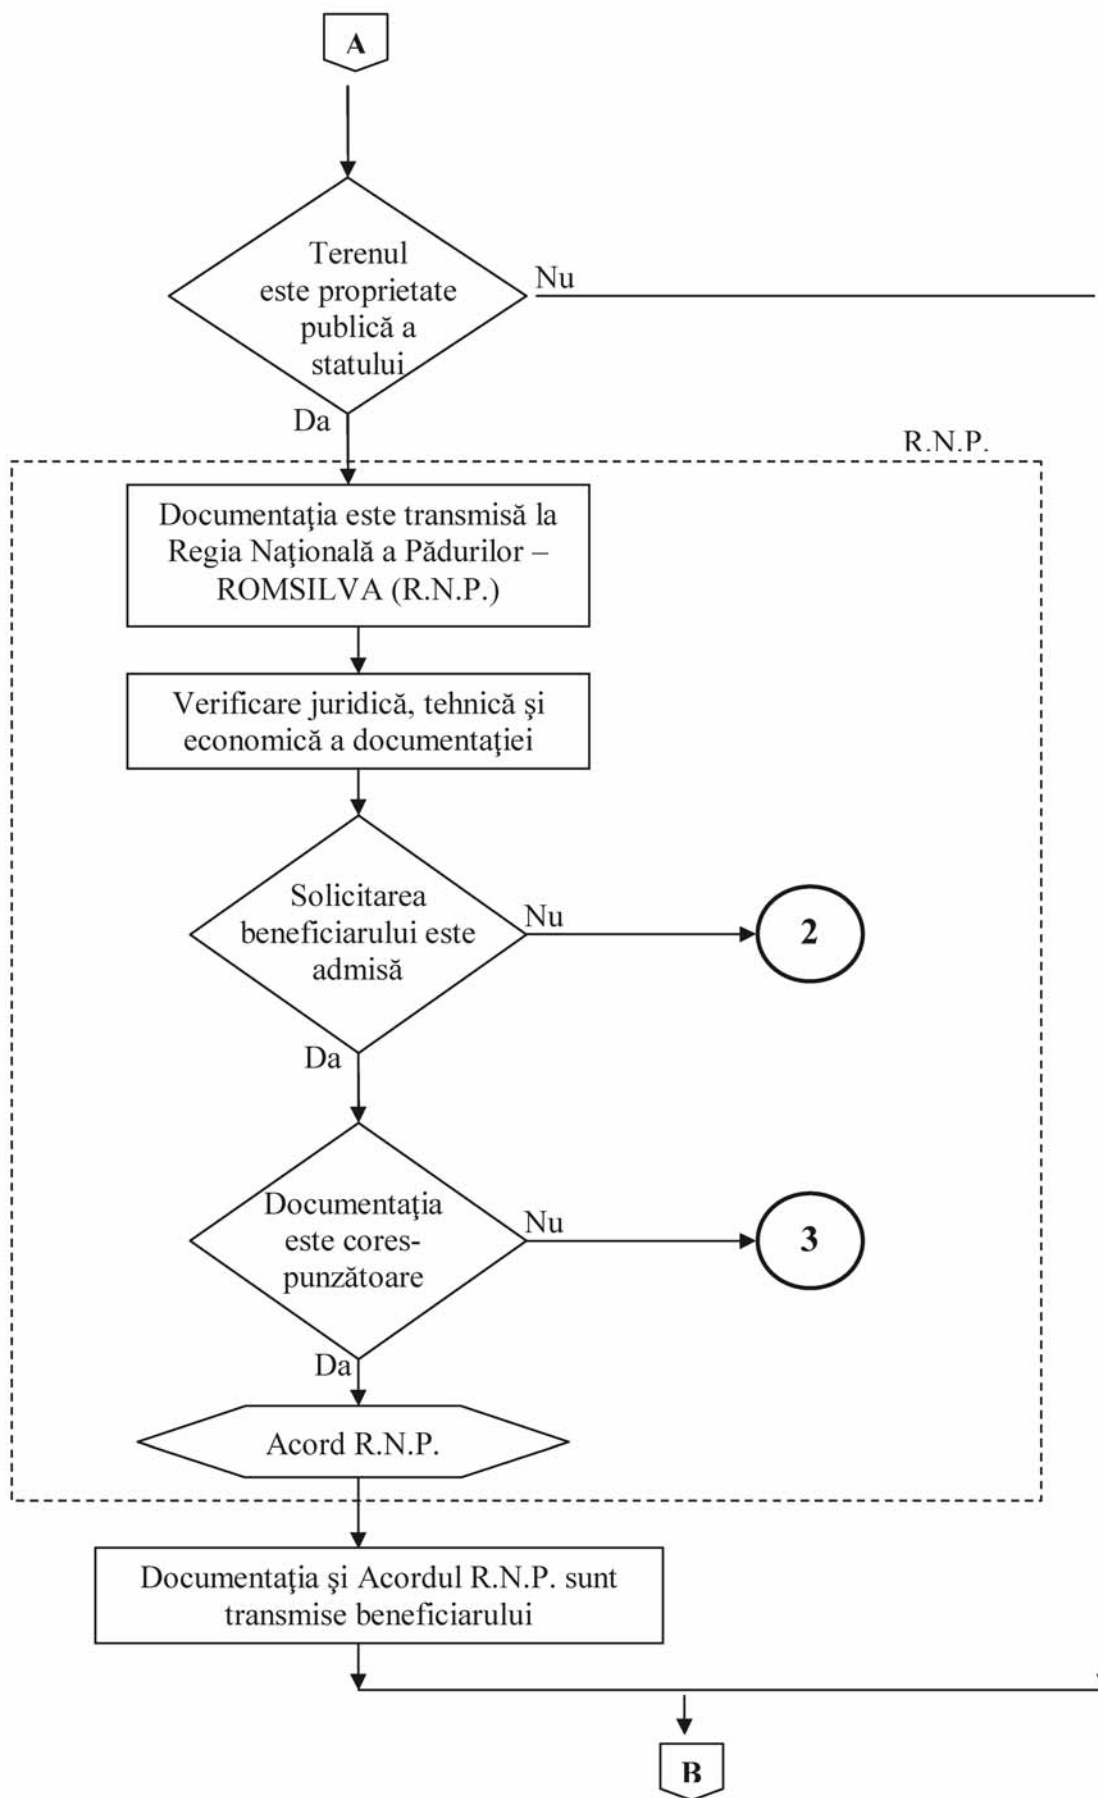 A
Terenul
este proprietate
publică a
statului
Nu
Da
R.N.P.
Documentaţia este transmisă la
Regia Naţională a Pădurilor –
ROMSILVA (R.N.P.)
Verificare juridică, tehnică şi
economică a documentaţiei
Solicitarea
beneficiarului este
admisă
Nu
2
Da
Documentaţia
este cores-
punzătoare
Nu
3
Da
Acord R.N.P.
Documentaţia şi Acordul R.N.P. sunt
transmise beneficiarului
B